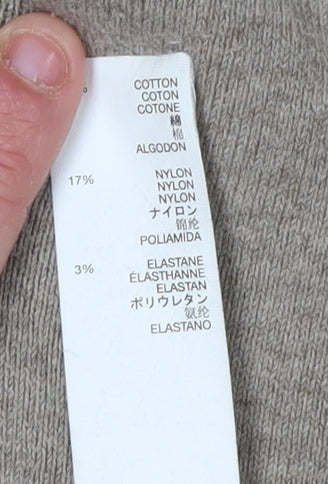 % COTTON
COTON
COTONE
綿
棉
ALGODON
17% NYLON
NYLON
NYLON
ナイロン
锦纶
POLIAMIDA
3% ELASTANE
ÉLASTHANNE
ELASTAN
ポリウレタン
氨纶
ELASTANO